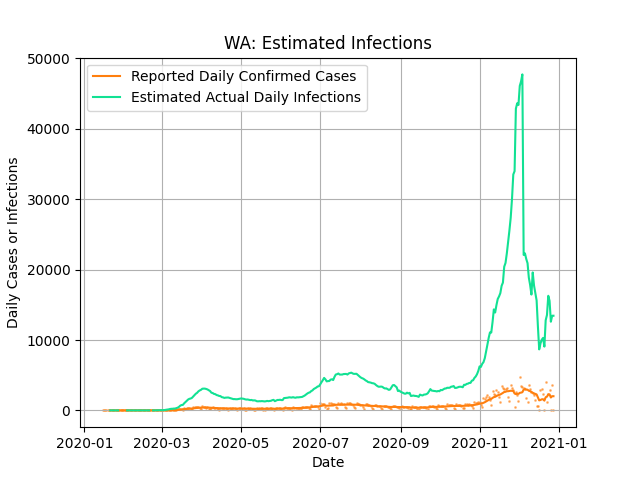 WA: Estimated Infections
Reported Daily Confirmed Cases
Estimated Actual Daily Infections
Daily Cases or Infections
50000
40000
30000
20000
10000
0
2020-01 2020-03 2020-05 2020-07 2020-09 2020-11 2021-01
Date